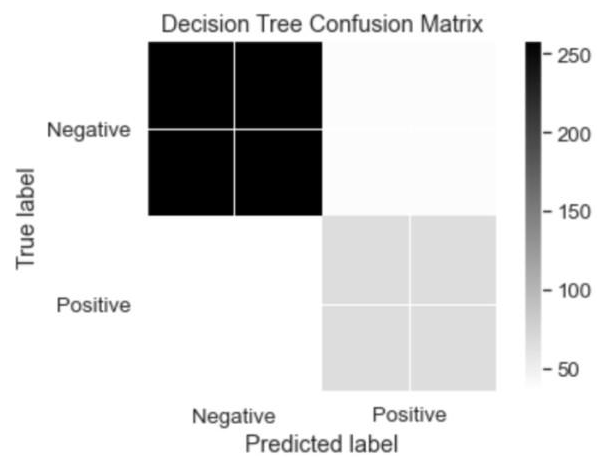 Decision Tree Confusion Matrix
Negative
Positive
True label
Negative
Positive
Predicted label
250
200
150
100
50